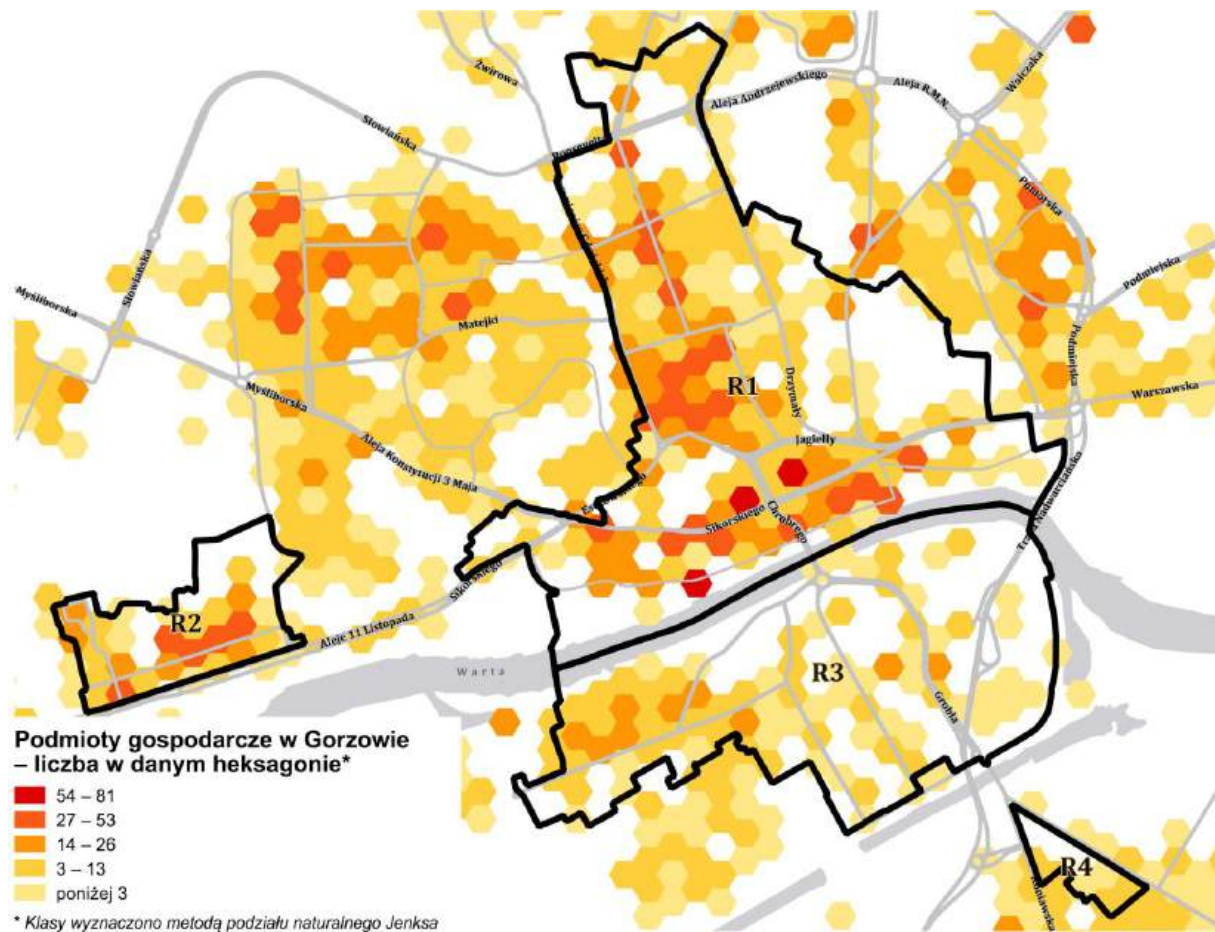 Żwirowa
Walczaka
Aleja Andrzejewskiego
Aleja R.M.N.
Słowiańska
Pomorska
Podmiejska
Myśliborska
Słowiańska
Matejki
Podmiejska
Myśliborska
Warszawska
R1
Drzymały
Jagiełły
Aleja Konstytucji 3 Maja
Sikorskiego
Chrobrego
Trasa Nadwarciańska
Sikorskiego
R2
Aleje 11 Listopada
Warta
R3
Grobla
R4
Podmioty gospodarcze w Gorzowie
– liczba w danym heksagonie*
54 – 81
27 – 53
14 – 26
3 – 13
poniżej 3
* Klasy wyznaczono metodą podziału naturalnego Jenksa